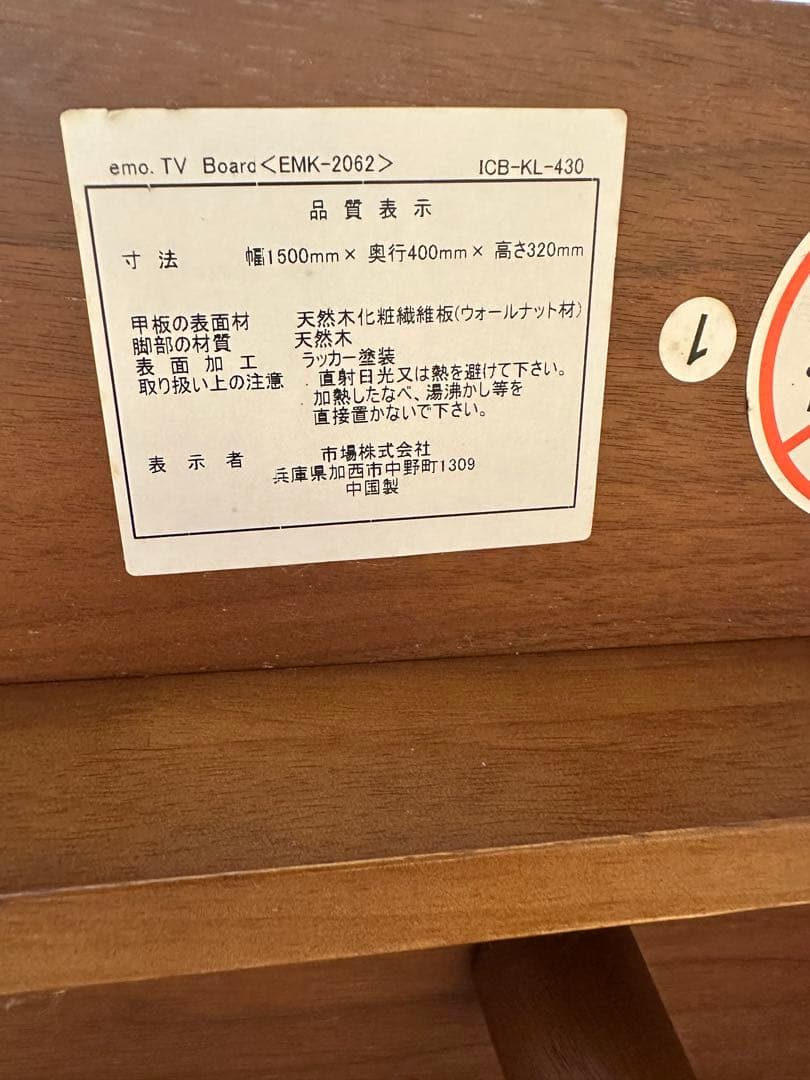 emo. TV Board<EMK-2062> ICB-KL-430
品質表示
寸法 幅1500mm× 奥行400mm× 高さ320mm
甲板の表面材 天然木化粧繊維板(ウォールナット材)
脚部の材質 天然木
表面加工 ラッカー塗装
取り扱い上の注意 直射日光又は熱を避けて下さい。
加熱したなべ、湯沸かし等を
直接置かないで下さい。
表示者 市場株式会社
兵庫県加西市中野町1309
中国製
1